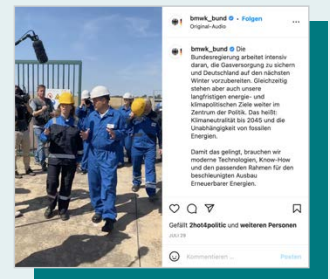 bmwk_bund • Folgen
Original-Audio
bmwk_bund Die
Bundesregierung arbeitet intensiv
daran, die Gasversorgung zu sichern
und Deutschland auf den nächsten
Winter vorzubereiten. Gleichzeitig
stehen aber auch unsere
langfristigen energie- und
klimapolitischen Ziele weiter im
Zentrum der Politik. Das heißt:
Klimaneutralität bis 2045 und die
Unabhängigkeit von fossilen
Energien.
Damit das gelingt, brauchen wir
moderne Technologien, Know-How
und den passenden Rahmen für den
beschleunigten Ausbau
Erneuerbarer Energien.
Gefällt 2hot4politic und weiteren Personen
JULI 29
Kommentieren ...
Posten